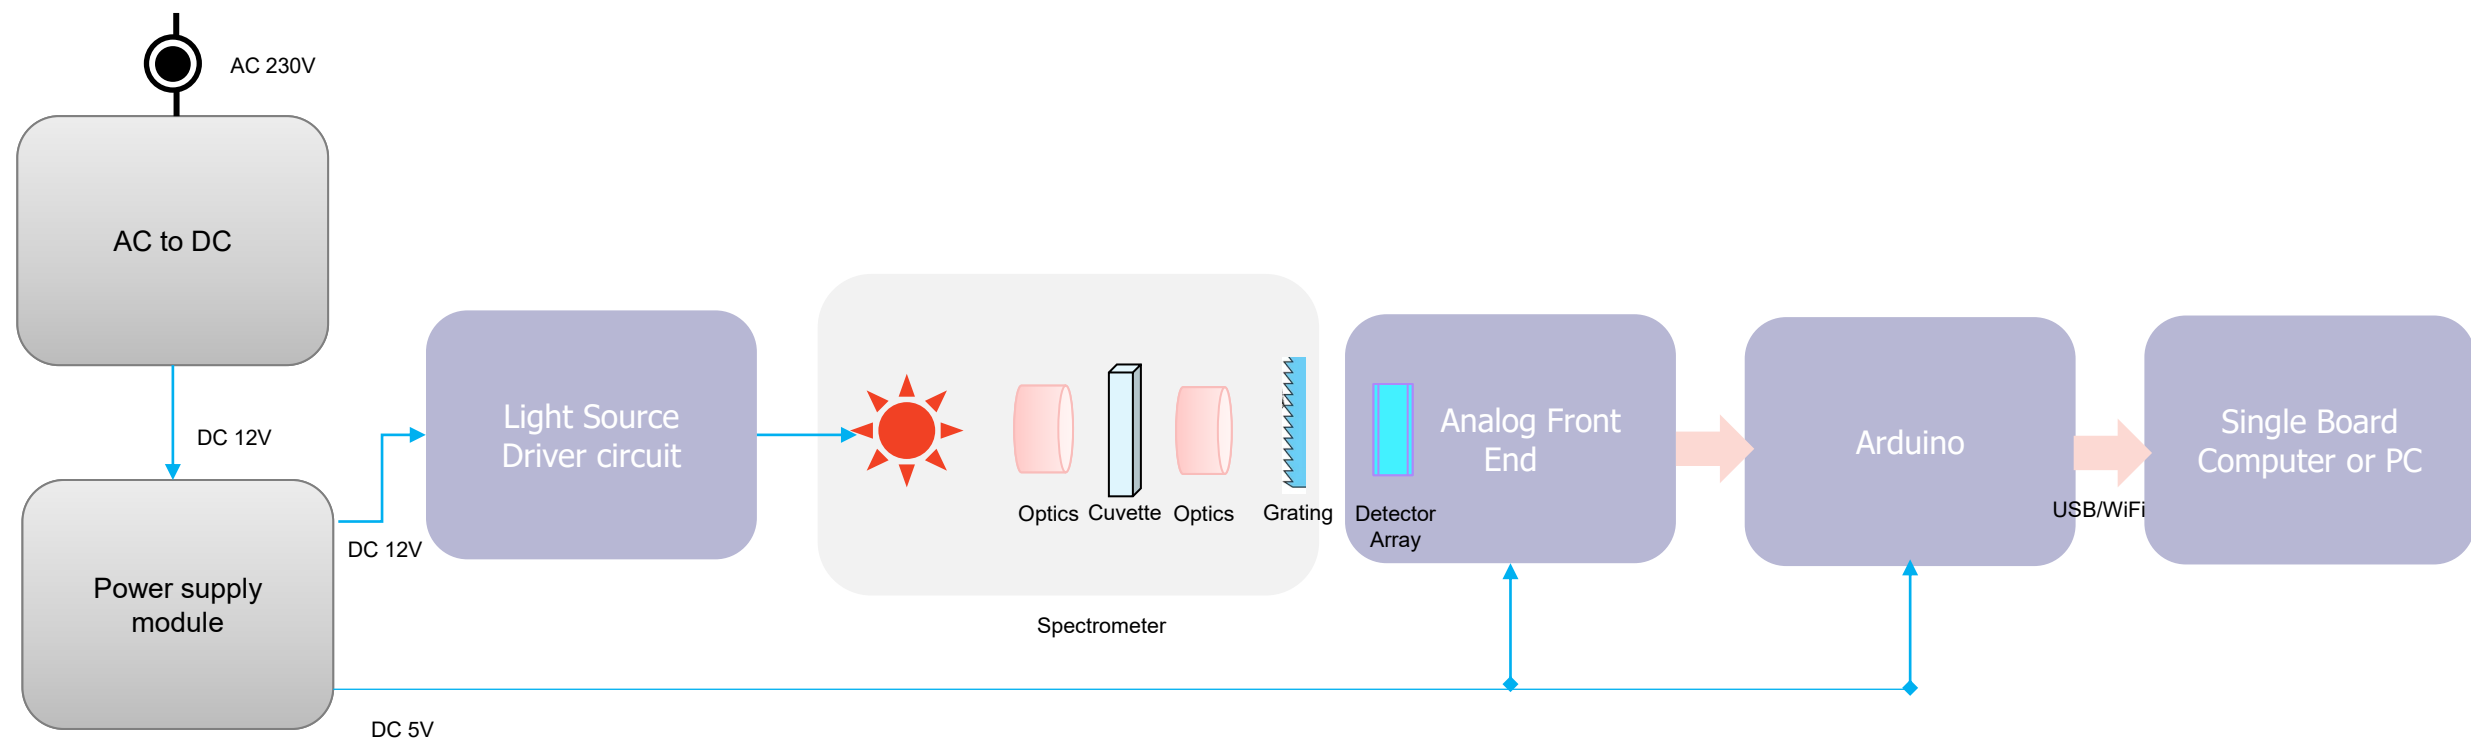 AC 230V
AC to DC
DC 12V
DC 12V
Power supply
module
DC 5V
Light Source
Driver circuit
Optics
Cuvette
Optics
Grating
Spectrometer
Detector
Array
Analog Front
End
Arduino
USB/WiFi
Single Board
Computer or PC